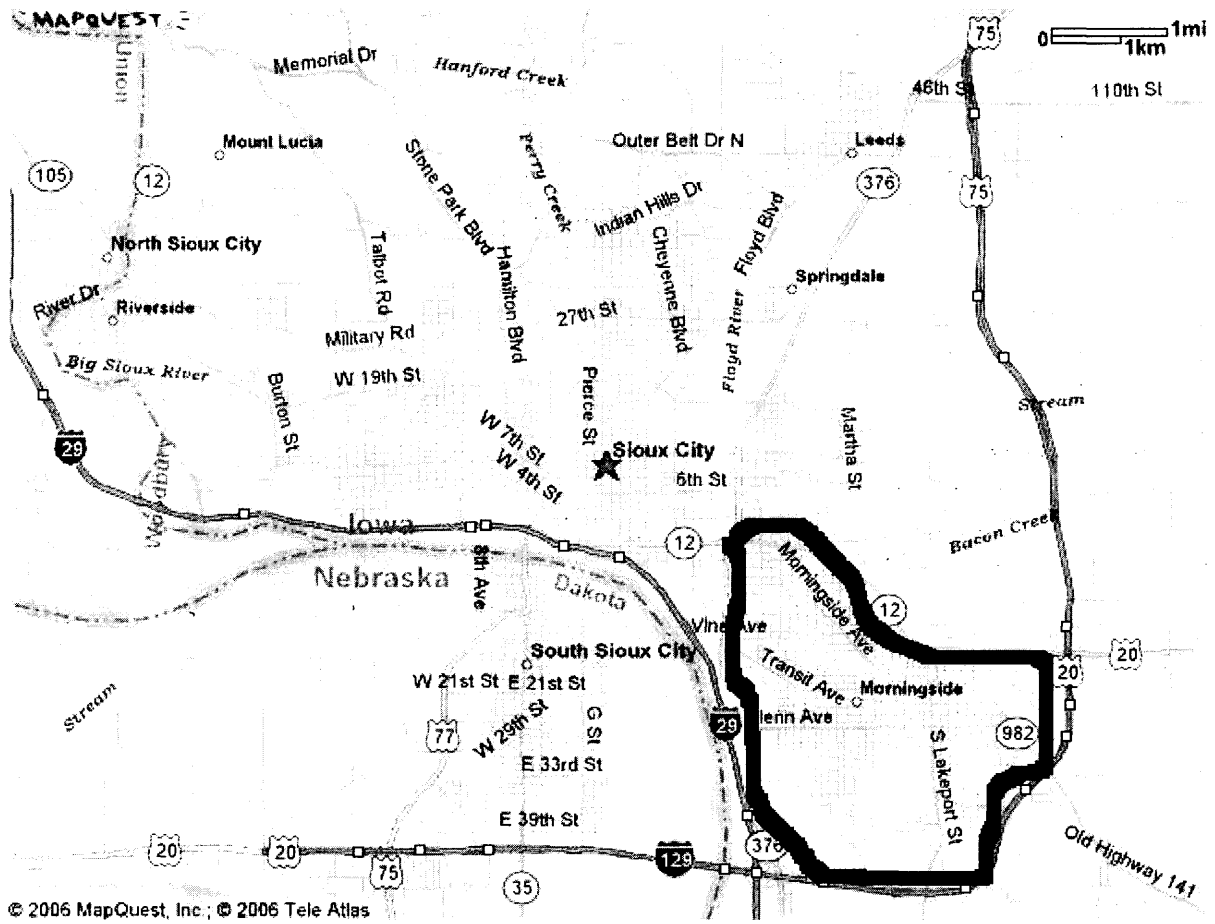 MAPQUEST
75
0 1mi
1km
Union
Memorial Dr
Hanford Creek
46th St
110th St
Mount Lucia
Outer Belt Dr N
Leeds
105
12
Stone Park Blvd
Perry Creek
376
75
Indian Hills Dr
North Sioux City
Talbot Rd
Hamilton Blvd
Cheyenne Blvd
Floyd Blvd
Springdale
River Dr
Riverside
27th St
Floyd River
Military Rd
Big Sioux River
W 19th St
Burton St
Pierce St
Stream
Martha St
29
W 7th St
Sioux City
W 4th St
6th St
Woodbury
Iowa
12
Bacon Creek
8th Ave
Nebraska
Dakota
Morningside Ave
12
Vine Ave
South Sioux City
20
20
Transit Ave
W 21st St
E 21st St
Morningside
Stream
77
W 29th St
G St
29
lenn Ave
982
E 33rd St
S Lakeport St
E 39th St
376
Old Highway 141
20
20
75
129
35
© 2006 MapQuest, Inc.; © 2006 Tele Atlas